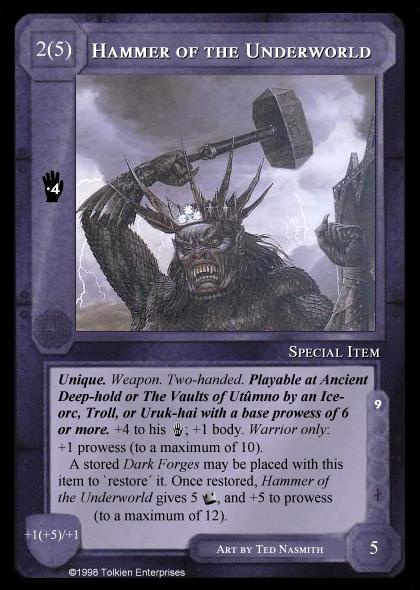 2(5) HAMMER OF THE UNDERWORLD
·4
SPECIAL ITEM
Unique. Weapon. Two-handed. Playable at Ancient
Deep-hold or The Vaults of Utûmno by an Ice-
orc, Troll, or Uruk-hai with a base prowess of 6
or more. +4 to his ; +1 body. Warrior only:
+1 prowess (to a maximum of 10).
A stored Dark Forges may be placed with this
item to `restore´ it. Once restored, Hammer of
the Underworld gives 5 , and +5 to prowess
(to a maximum of 12).
9
+1(+5)/+1
ART BY TED NASMITH
5
©1998 Tolkien Enterprises